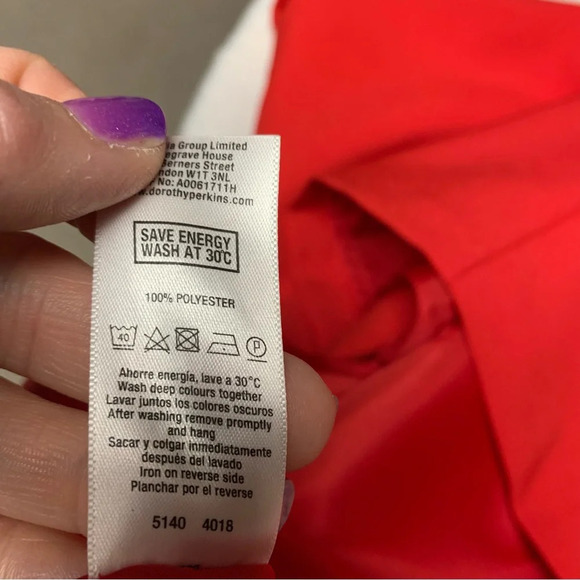 Group Limited
House
Berners Street
London W1T 3NL
No: A0061711H
.dorothyperkins.com
SAVE ENERGY
WASH AT 30°C
100% POLYESTER
40 P
Ahorre energía, lave a 30°C
Wash deep colours together
Lavar juntos los colores oscuros
After washing remove promptly
and hang
Sacar y colgar inmediatamente
después del lavado
Iron on reverse side
Planchar por el reverse
5140 4018